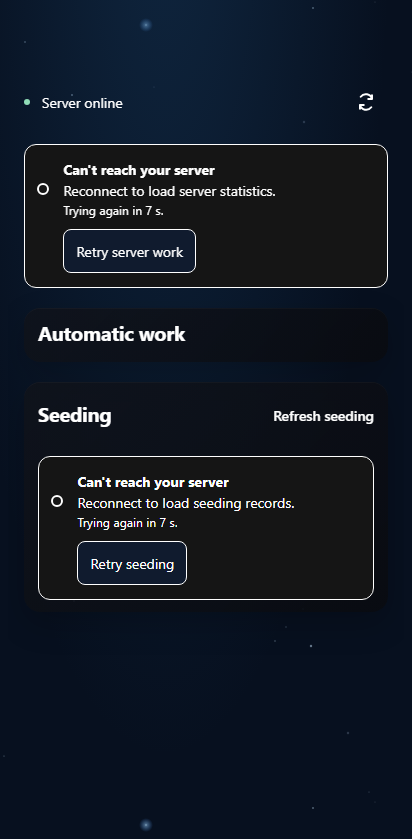 Server online
Can't reach your server
Reconnect to load server statistics.
Trying again in 7 s.
Retry server work
Automatic work
Seeding
Refresh seeding
Can't reach your server
Reconnect to load seeding records.
Trying again in 7 s.
Retry seeding